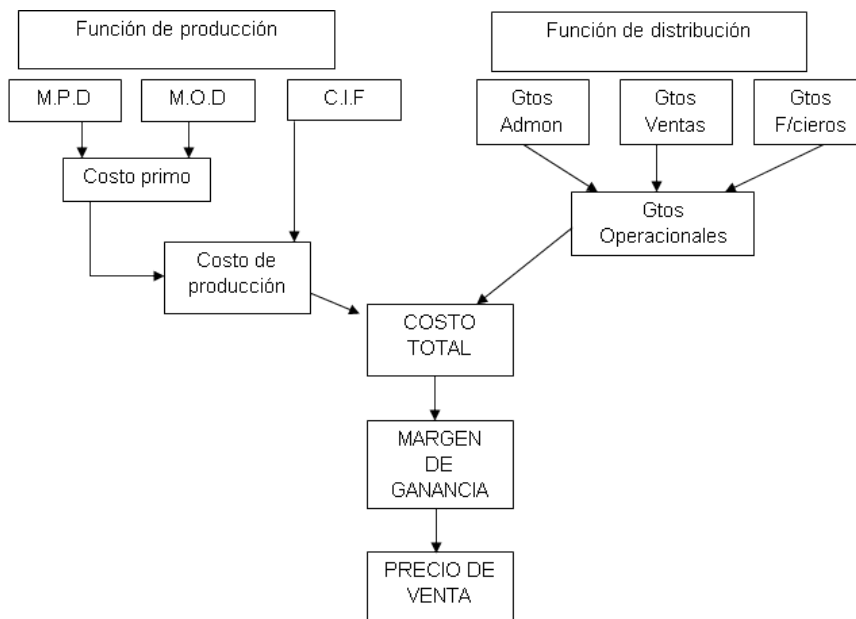 Función de producción
Función de distribución
M.P.D
M.O.D
C.I.F
Gtos
Admon
Gtos
Ventas
Gtos
F/cieros
Costo primo
Gtos
Operacionales
Costo de
producción
COSTO
TOTAL
MARGEN
DE
GANANCIA
PRECIO DE
VENTA